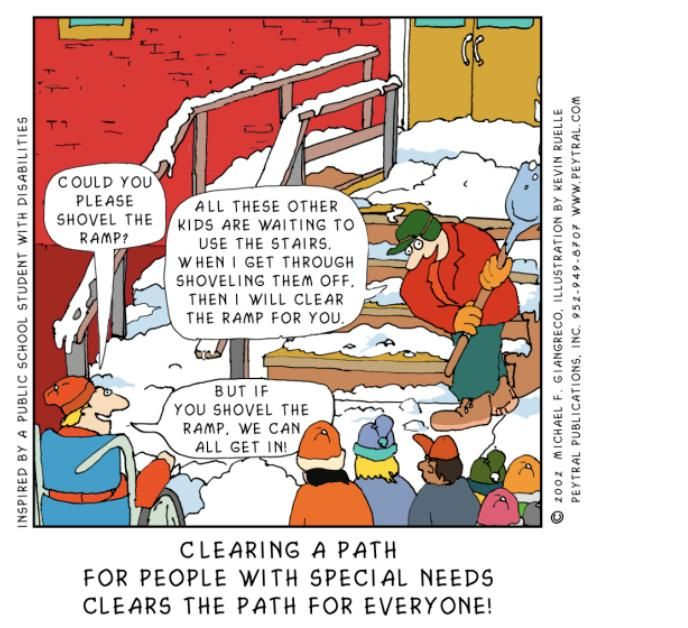 COULD YOU
PLEASE
SHOVEL THE
RAMP?
ALL THESE OTHER
KIDS ARE WAITING TO
USE THE STAIRS.
WHEN I GET THROUGH
SHOVELING THEM OFF,
THEN I WILL CLEAR
THE RAMP FOR YOU.
BUT IF
YOU SHOVEL THE
RAMP, WE CAN
ALL GET IN!
INSPIRED BY A PUBLIC SCHOOL STUDENT WITH DISABILITIES
© 2002 MICHAEL F. GIANGRECO, ILLUSTRATION BY KEVIN RUELLE
PEYTRAL PUBLICATIONS, INC. 952-949-8707 WWW.PEYTRAL.COM
CLEARING A PATH
FOR PEOPLE WITH SPECIAL NEEDS
CLEARS THE PATH FOR EVERYONE!